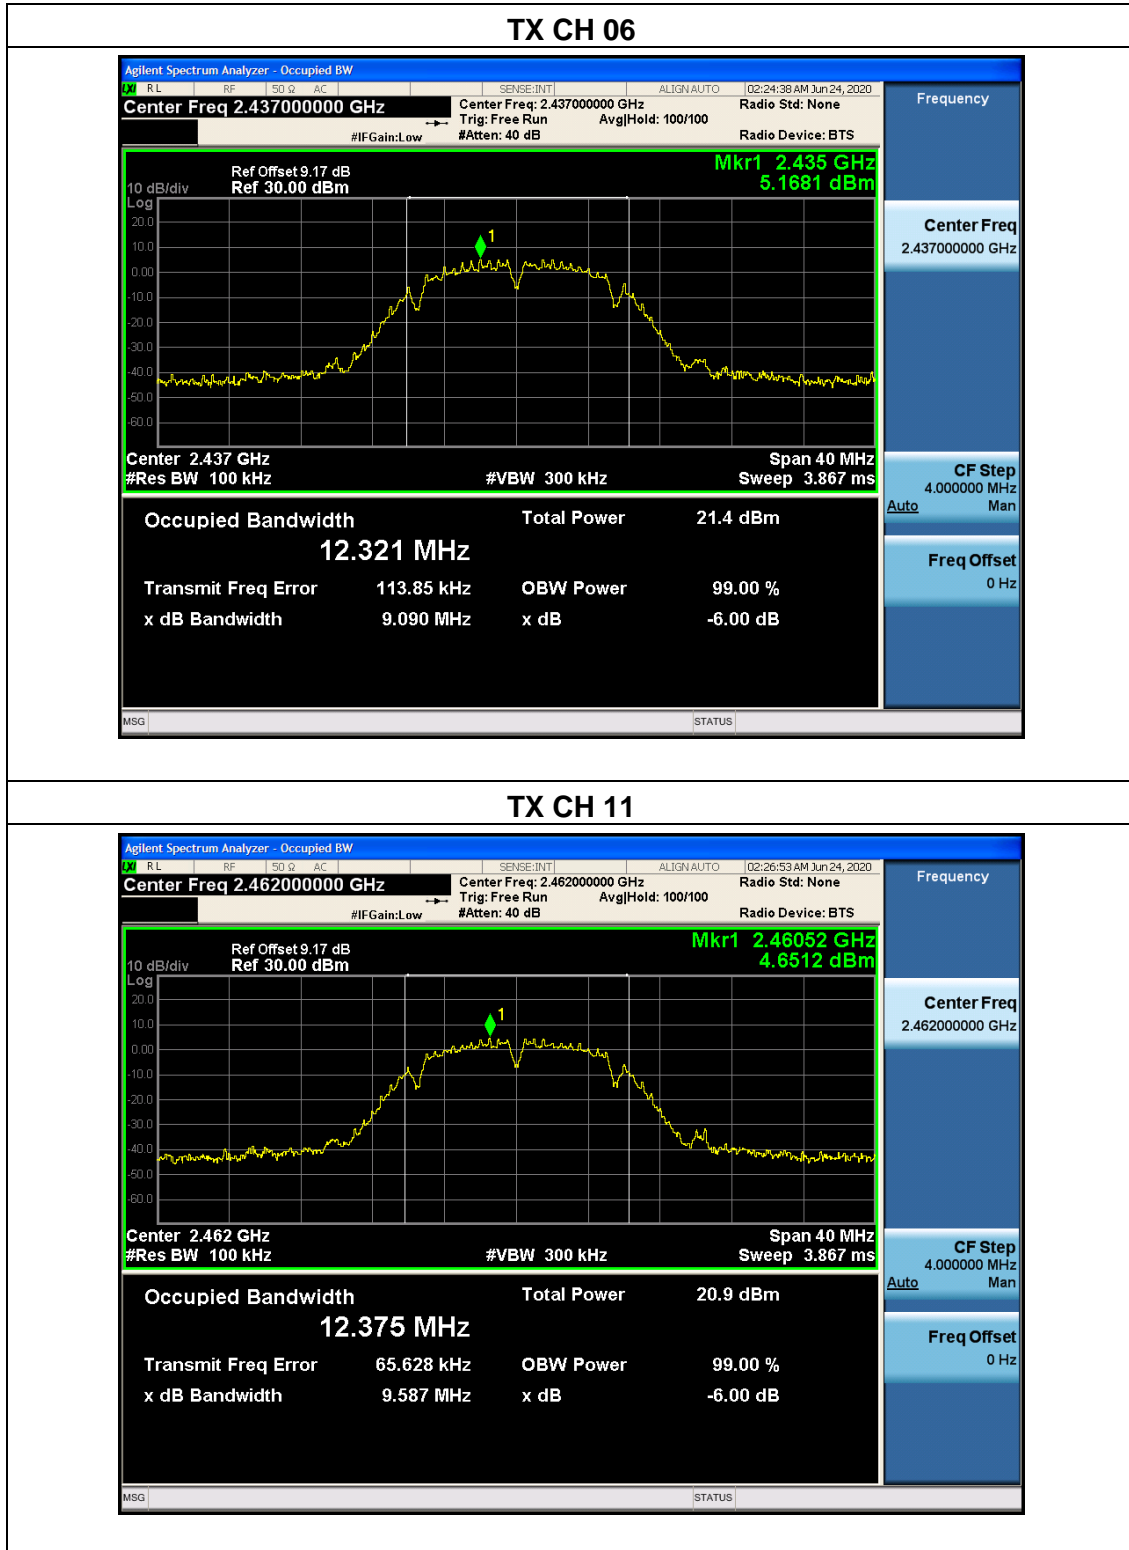 TX CH 06
Agilent Spectrum Analyzer - Occupied BW
LXI RL RF 50 Ω AC SENSE:INT ALIGN AUTO 02:24:38 AM Jun 24, 2020
Center Freq 2.437000000 GHz
Center Freq: 2.437000000 GHz Radio Std: None
Trig: Free Run Avg|Hold: 100/100
#IFGain:Low #Atten: 40 dB Radio Device: BTS
Frequency
Mkr1 2.435 GHz
5.1681 dBm
Ref Offset 9.17 dB
10 dB/div Ref 30.00 dBm
Log
20.0
10.0
0.00
-10.0
-20.0
-30.0
-40.0
-50.0
-60.0
1
Center Freq
2.437000000 GHz
Center 2.437 GHz Span 40 MHz
#Res BW 100 kHz #VBW 300 kHz Sweep 3.867 ms
CF Step
4.000000 MHz
Auto Man
Occupied Bandwidth Total Power 21.4 dBm
12.321 MHz
Transmit Freq Error 113.85 kHz OBW Power 99.00 %
x dB Bandwidth 9.090 MHz x dB -6.00 dB
Freq Offset
0 Hz
MSG STATUS
TX CH 11
Agilent Spectrum Analyzer - Occupied BW
LXI RL RF 50 Ω AC SENSE:INT ALIGN AUTO 02:26:53 AM Jun 24, 2020
Center Freq 2.462000000 GHz
Center Freq: 2.462000000 GHz Radio Std: None
Trig: Free Run Avg|Hold: 100/100
#IFGain:Low #Atten: 40 dB Radio Device: BTS
Frequency
Mkr1 2.46052 GHz
4.6512 dBm
Ref Offset 9.17 dB
10 dB/div Ref 30.00 dBm
Log
20.0
10.0
0.00
-10.0
-20.0
-30.0
-40.0
-50.0
-60.0
1
Center Freq
2.462000000 GHz
Center 2.462 GHz Span 40 MHz
#Res BW 100 kHz #VBW 300 kHz Sweep 3.867 ms
CF Step
4.000000 MHz
Auto Man
Occupied Bandwidth Total Power 20.9 dBm
12.375 MHz
Transmit Freq Error 65.628 kHz OBW Power 99.00 %
x dB Bandwidth 9.587 MHz x dB -6.00 dB
Freq Offset
0 Hz
MSG STATUS